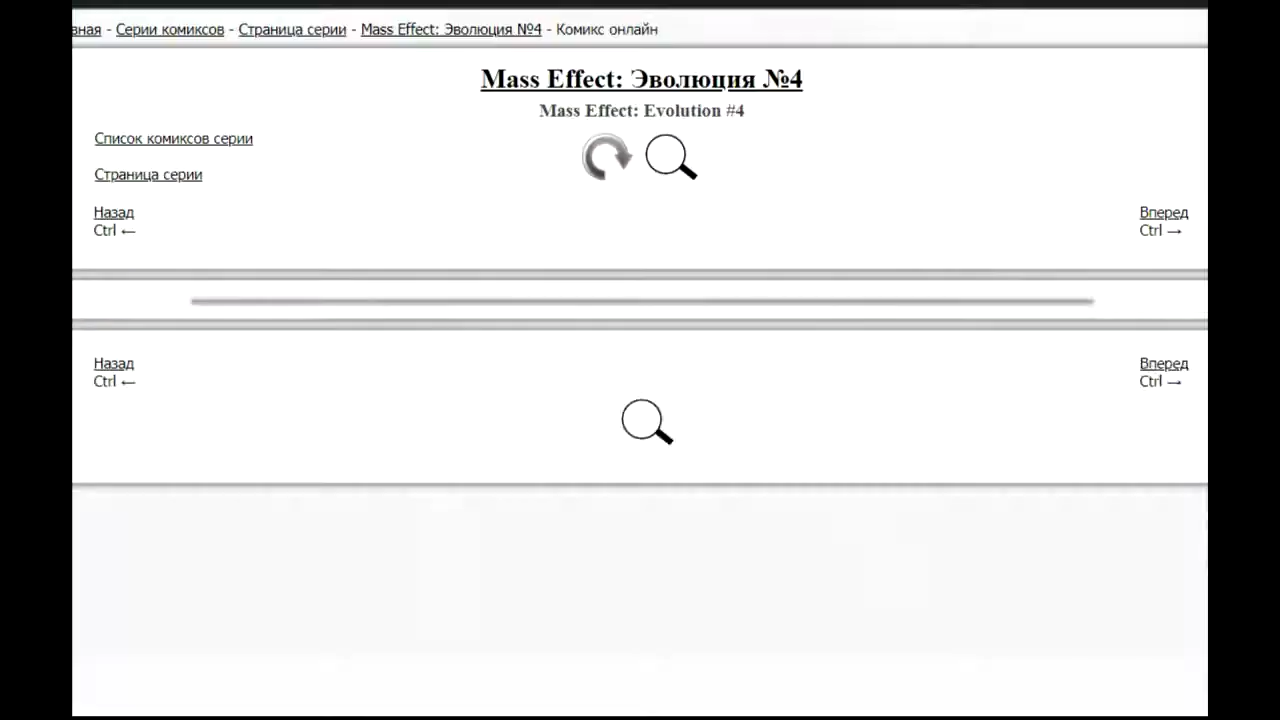 вная - Серии комиксов - Страница серии - Mass Effect: Эволюция №4 - Комикс онлайн
Mass Effect: Эволюция №4
Mass Effect: Evolution #4
Список комиксов серии
Страница серии
Назад
Ctrl ←
Вперед
Ctrl →
Назад
Ctrl ←
Вперед
Ctrl →